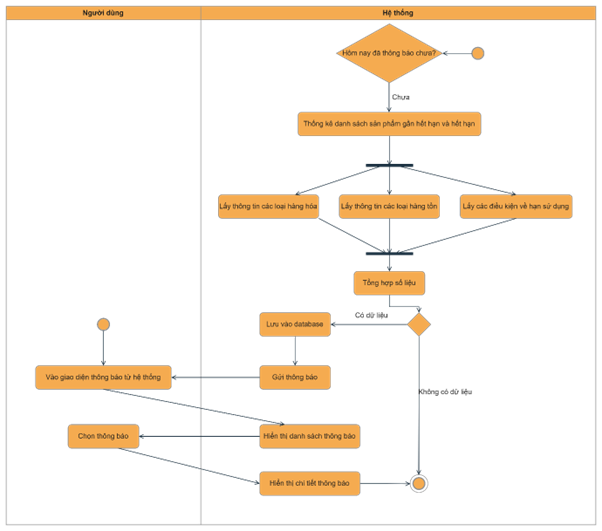 Người dùng
Hệ thống
Hôm nay đã thông báo chưa?
Chưa
Thống kê danh sách sản phẩm gần hết hạn và hết hạn
Lấy thông tin các loại hàng hóa
Lấy thông tin các loại hàng tồn
Lấy các điều kiện về hạn sử dụng
Tổng hợp số liệu
Có dữ liệu
Lưu vào database
Vào giao diện thông báo từ hệ thống
Gửi thông báo
Không có dữ liệu
Chọn thông báo
Hiển thị danh sách thông báo
Hiển thị chi tiết thông báo